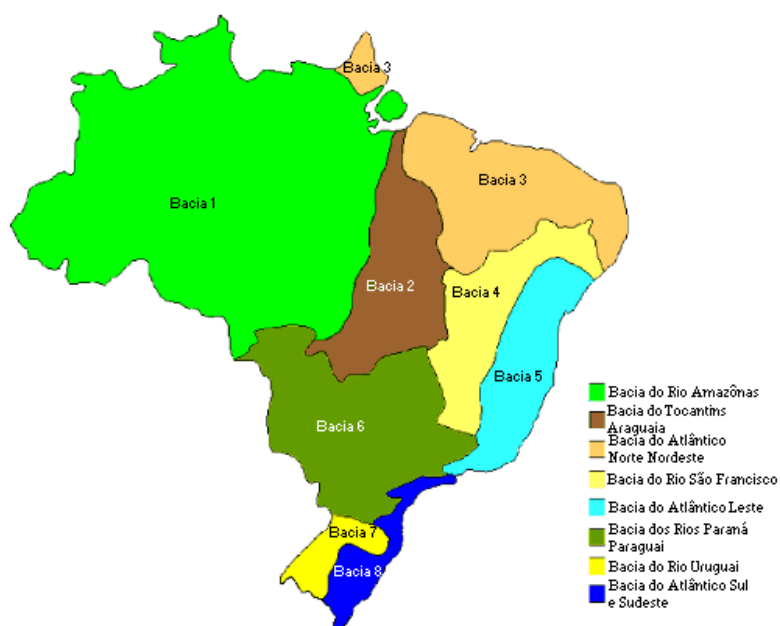 Bacia 3
Bacia 3
Bacia 1
Bacia 2
Bacia 4
Bacia 5
Bacia 6
Bacia 7
Bacia 8
Bacia do Rio Amazônas
Bacia do Tocantins
Araguaia
Bacia do Atlântico
Norte Nordeste
Bacia do Rio São Francisco
Bacia do Atlântico Leste
Bacia dos Rios Paraná
Paraguai
Bacia do Rio Uruguai
Bacia do Atlântico Sul
e Sudeste